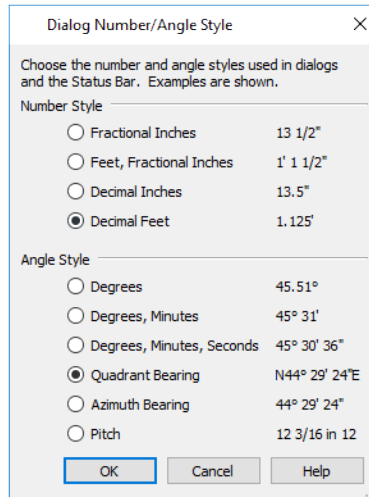 Dialog Number/Angle Style
Choose the number and angle styles used in dialogs
and the Status Bar.  Examples are shown.
Number Style
Fractional Inches 13 1/2"
Feet, Fractional Inches 1' 1 1/2"
Decimal Inches 13.5"
Decimal Feet 1.125'
Angle Style
Degrees 45.51°
Degrees, Minutes 45° 31'
Degrees, Minutes, Seconds 45° 30' 36"
Quadrant Bearing N44° 29' 24"E
Azimuth Bearing 44° 29' 24"
Pitch 12 3/16 in 12
OK Cancel Help